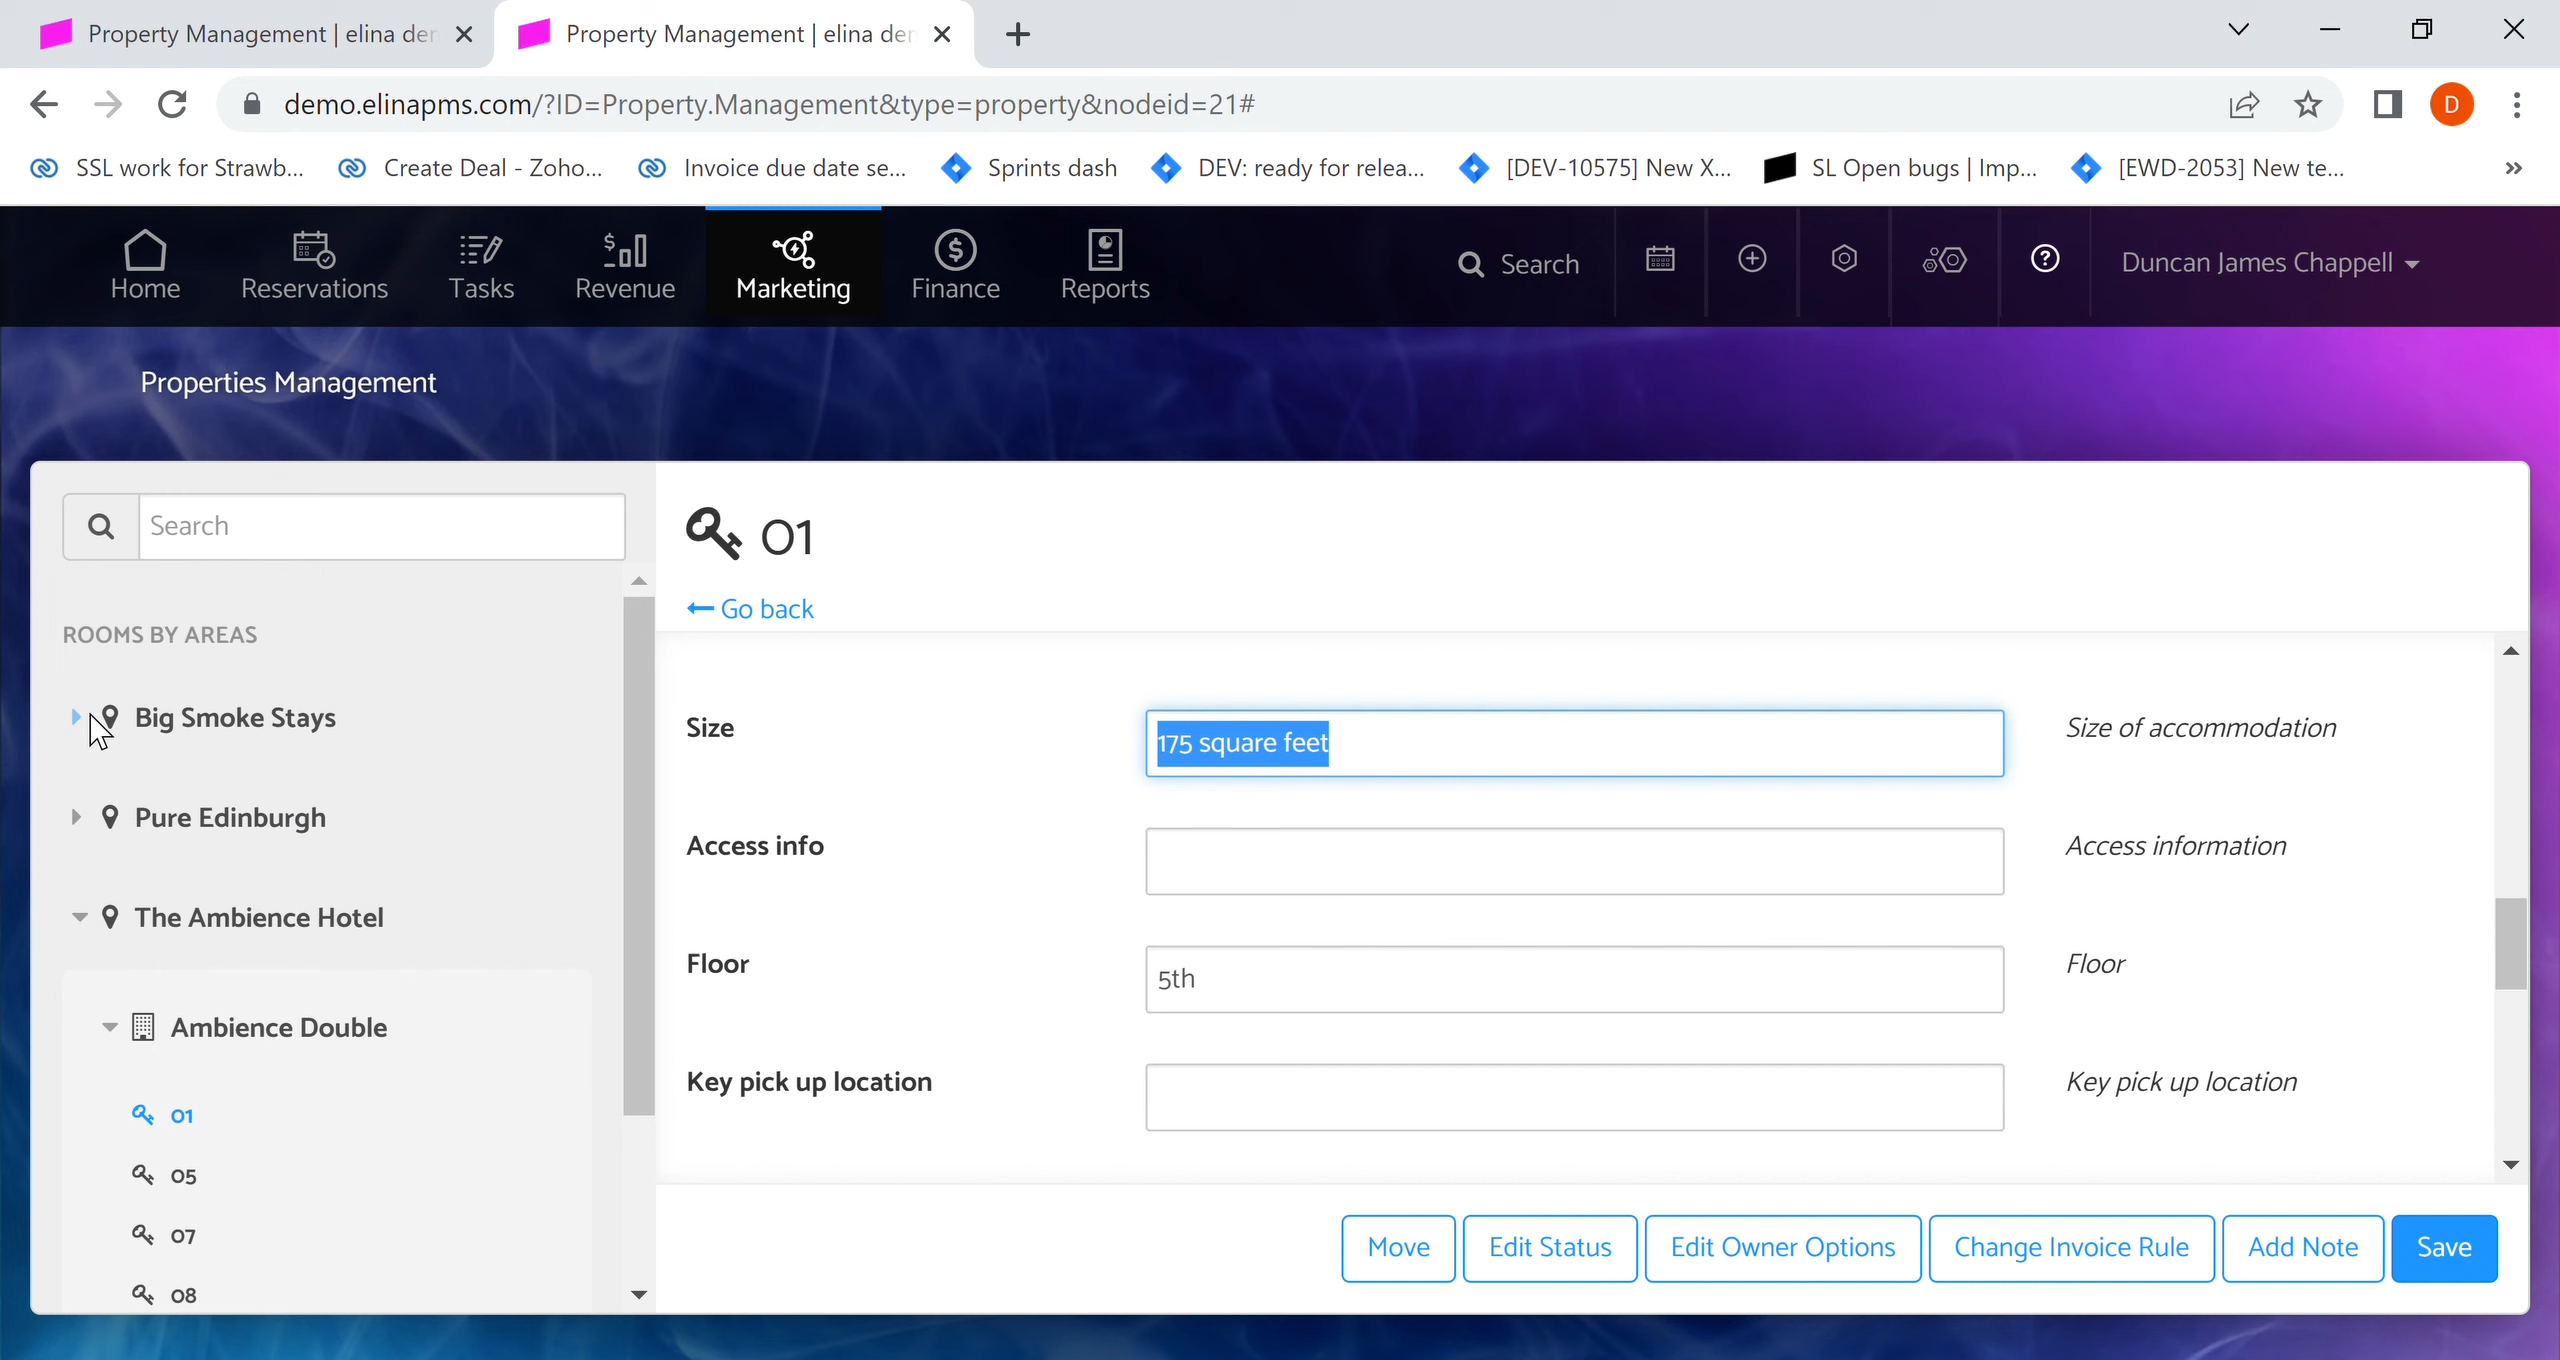 Property Management | elina der
Property Management | elina der
demo.elinapms.com/?ID=Property.Management&type=property&nodeid=21#
D
SSL work for Strawb...
Create Deal - Zoho...
Invoice due date se...
Sprints dash
DEV: ready for relea...
[DEV-10575] New X...
SL Open bugs | Imp...
[EWD-2053] New te...
»
Home
Reservations
Tasks
Revenue
Marketing
Finance
Reports
Search
Duncan James Chappell
Properties Management
Search
ROOMS BY AREAS
Big Smoke Stays
Pure Edinburgh
The Ambience Hotel
Ambience Double
01
05
07
08
01
Go back
Size
175 square feet
Size of accommodation
Access info
Access information
Floor
5th
Floor
Key pick up location
Key pick up location
Move
Edit Status
Edit Owner Options
Change Invoice Rule
Add Note
Save